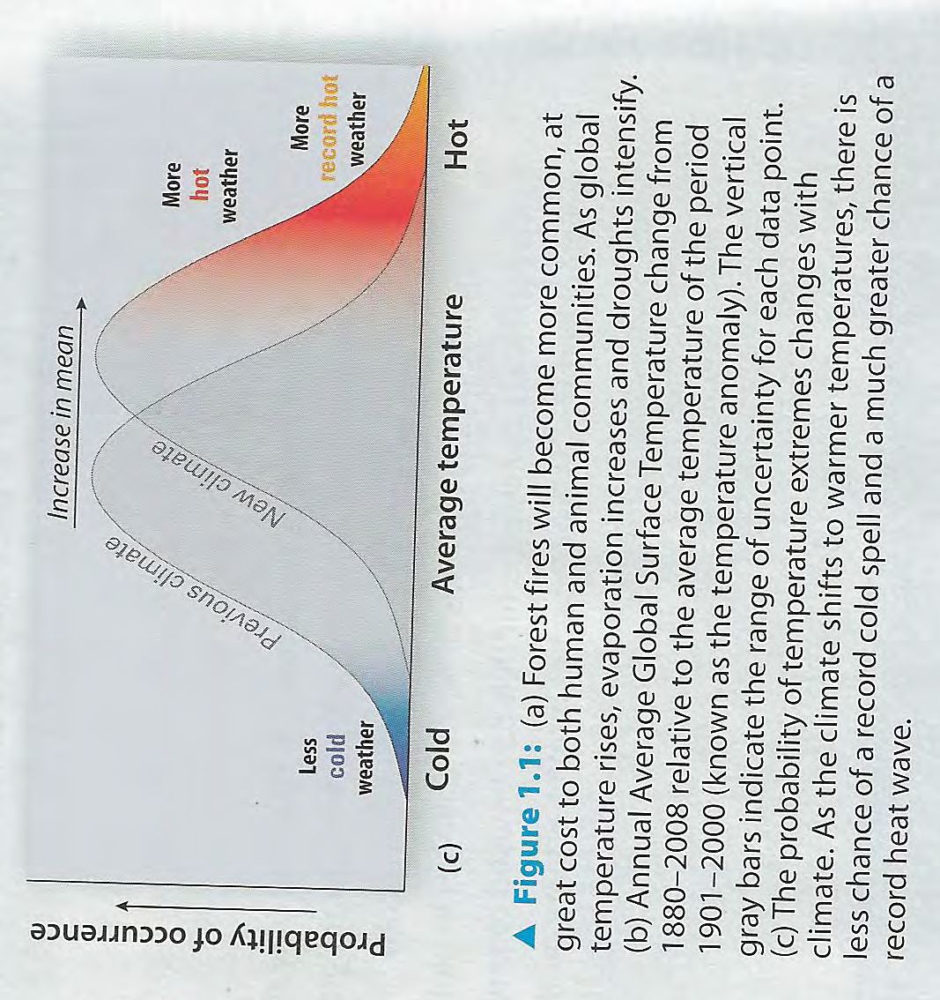 Probability of occurrence
Increase in mean
Previous climate
New climate
Less
cold
weather
More
hot
weather
More
record hot
weather
(c)
Cold
Average temperature
Hot
▲ Figure 1.1: (a) Forest fires will become more common, at
great cost to both human and animal communities. As global
temperature rises, evaporation increases and droughts intensify.
(b) Annual Average Global Surface Temperature change from
1880–2008 relative to the average temperature of the period
1901–2000 (known as the temperature anomaly). The vertical
gray bars indicate the range of uncertainty for each data point.
(c) The probability of temperature extremes changes with
climate. As the climate shifts to warmer temperatures, there is
less chance of a record cold spell and a much greater chance of a
record heat wave.